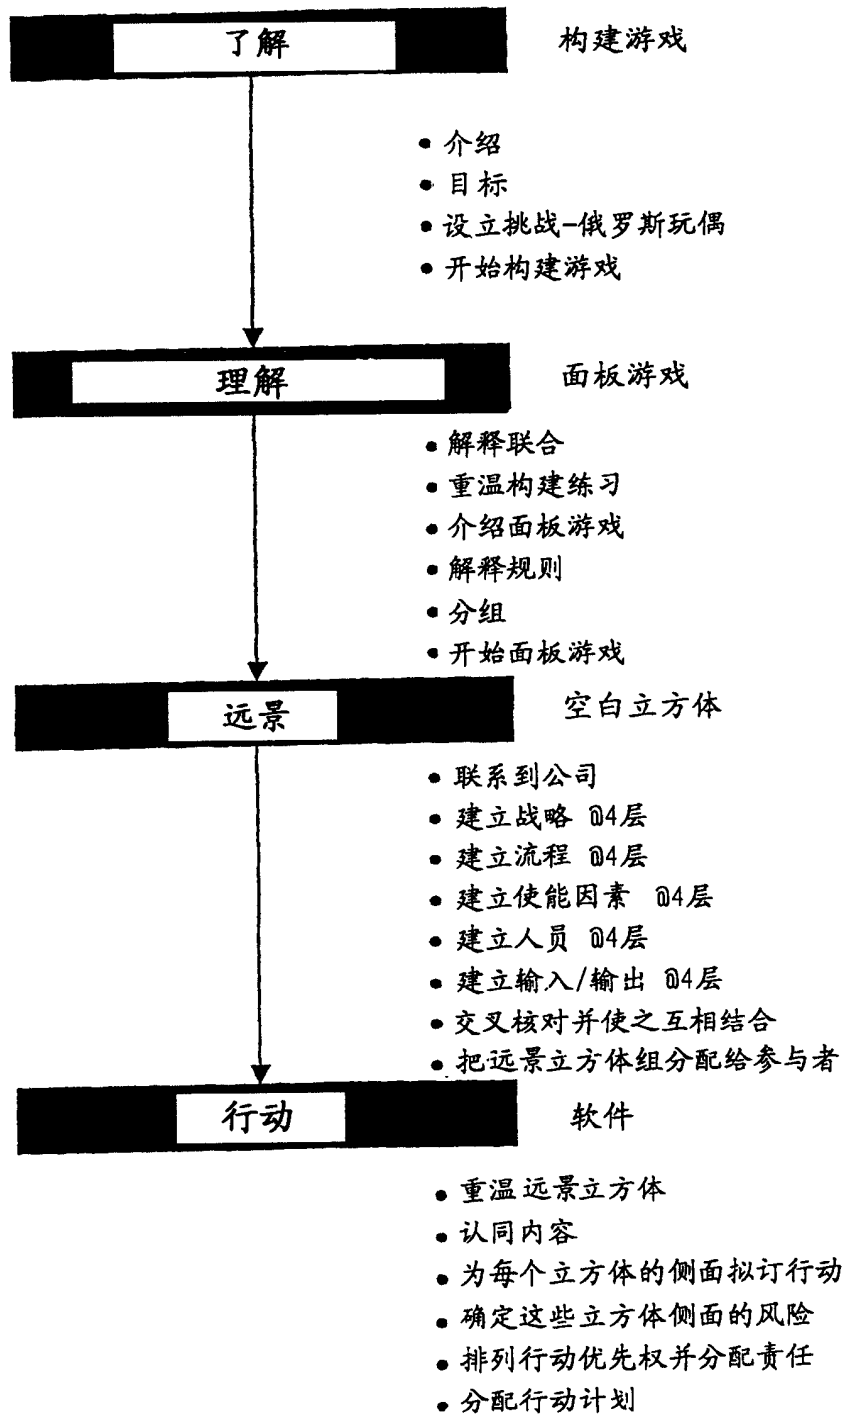 了解
构建游戏
• 介绍
• 目标
• 设立挑战-俄罗斯玩偶
• 开始构建游戏
理解
面板游戏
• 解释联合
• 重温构建练习
• 介绍面板游戏
• 解释规则
• 分组
• 开始面板游戏
远景
空白立方体
• 联系到公司
• 建立战略 @4层
• 建立流程 @4层
• 建立使能因素 @4层
• 建立人员 @4层
• 建立输入/输出 @4层
• 交叉核对并使之互相结合
• 把远景立方体组分配给参与者
行动
软件
• 重温远景立方体
• 认同内容
• 为每个立方体的侧面拟订行动
• 确定这些立方体侧面的风险
• 排列行动优先权并分配责任
• 分配行动计划